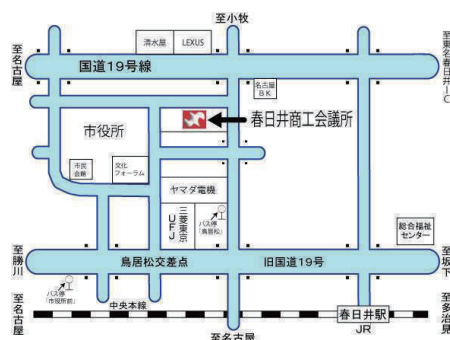 至小牧
清水屋
LEXUS
至名古屋
国道19号線
至東名春日井IC
名古屋
BK
春日井商工会議所
市役所
市民
会館
文化
フォーラム
ヤマダ電機
三菱東京
UFJ
バス停
「鳥居松」
総合福祉
センター
至勝川
鳥居松交差点
旧国道19号
至坂下
バス停
「市役所前」
中央本線
至名古屋
至名古屋
春日井駅
JR
至多治見